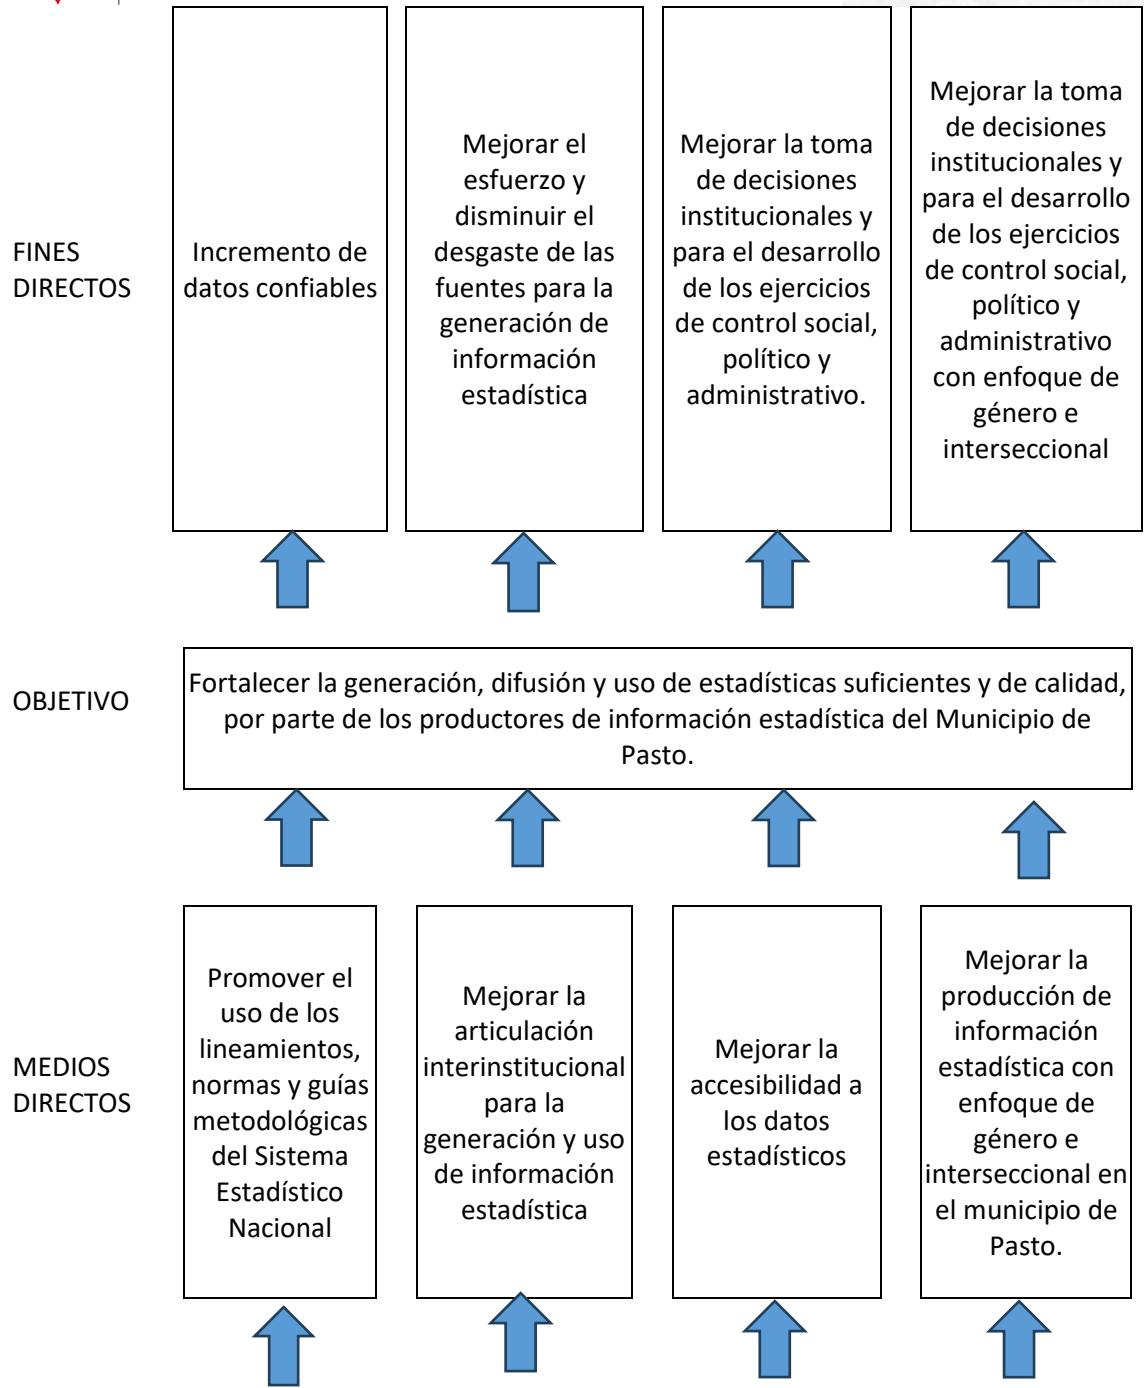 FINES
DIRECTOS
Incremento de
datos confiables
Mejorar el
esfuerzo y
disminuir el
desgaste de las
fuentes para la
generación de
información
estadística
Mejorar la toma
de decisiones
institucionales y
para el desarrollo
de los ejercicios
de control social,
político y
administrativo.
Mejorar la toma
de decisiones
institucionales y
para el desarrollo
de los ejercicios
de control social,
político y
administrativo
con enfoque de
género e
interseccional
OBJETIVO
Fortalecer la generación, difusión y uso de estadísticas suficientes y de calidad,
por parte de los productores de información estadística del Municipio de
Pasto.
MEDIOS
DIRECTOS
Promover el
uso de los
lineamientos,
normas y guías
metodológicas
del Sistema
Estadístico
Nacional
Mejorar la
articulación
interinstitucional
para la
generación y uso
de información
estadística
Mejorar la
accesibilidad a
los datos
estadísticos
Mejorar la
producción de
información
estadística con
enfoque de
género e
interseccional en
el municipio de
Pasto.